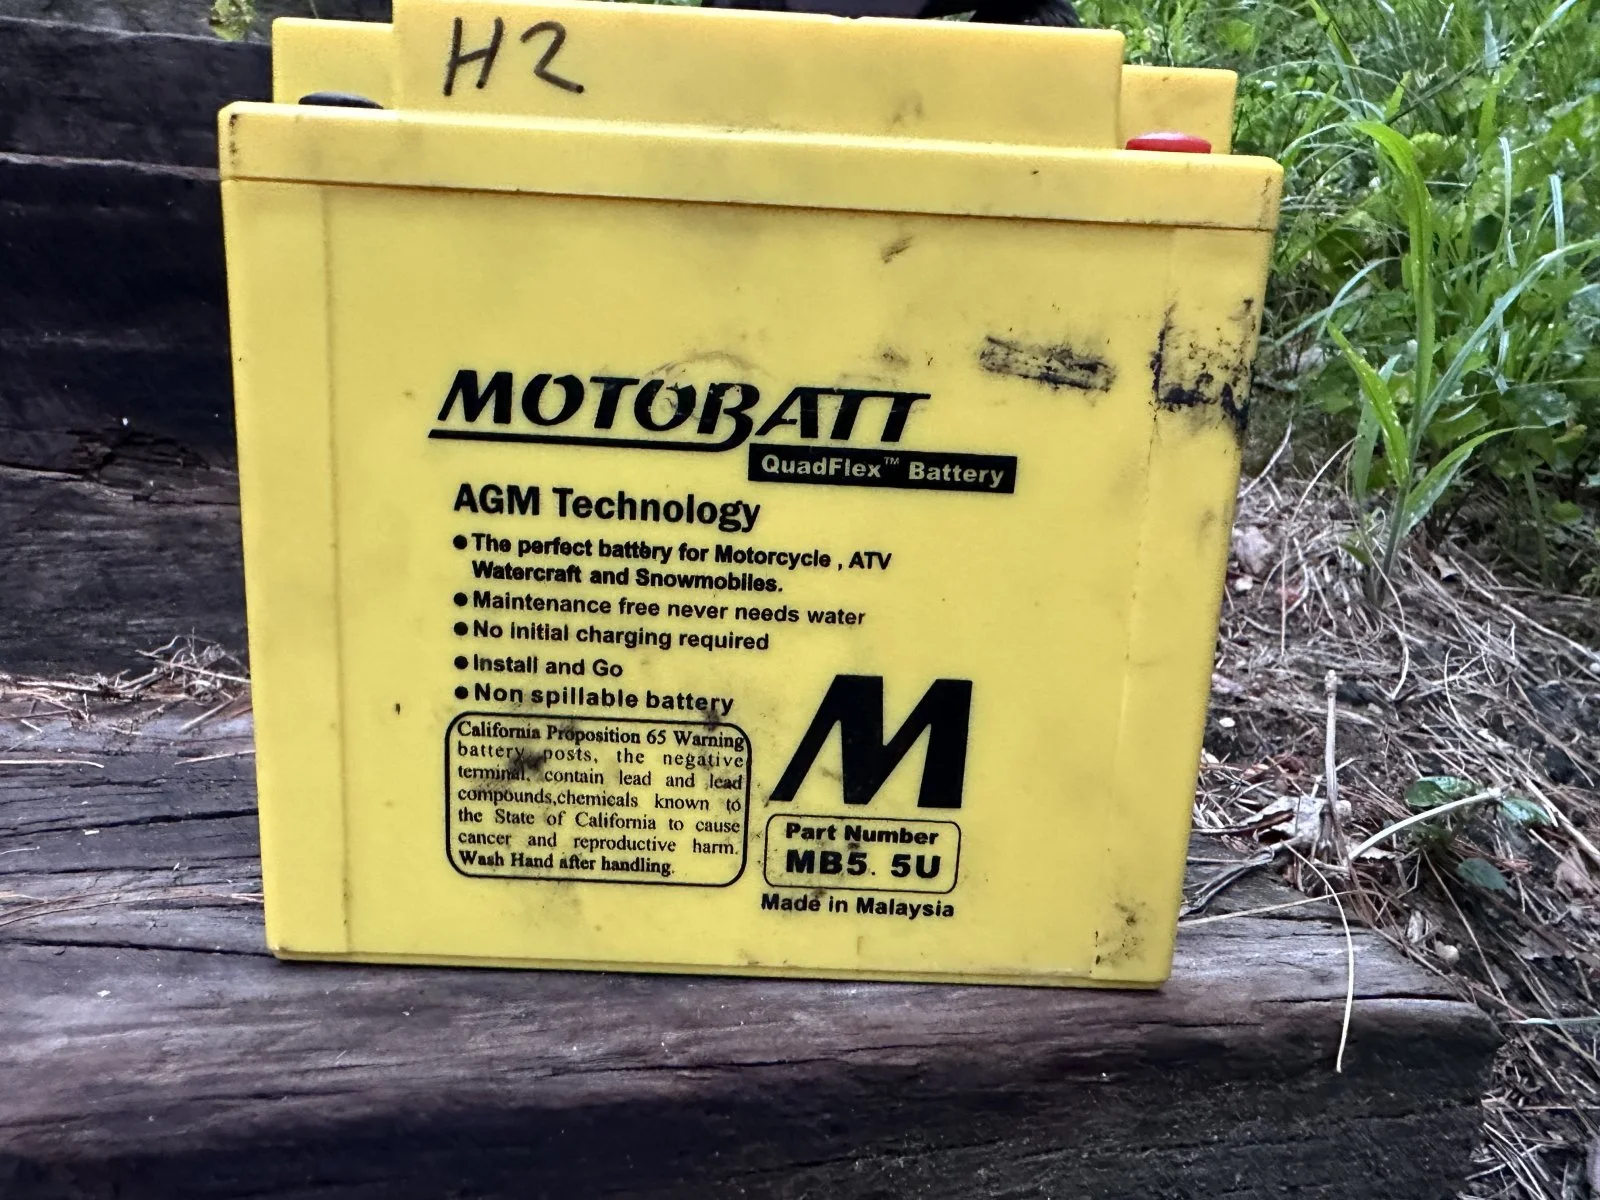 H2
MOTOBATT
QuadFlex™ Battery
AGM Technology
● The perfect battery for Motorcycle , ATV
Watercraft and Snowmobiles.
● Maintenance free never needs water
● No initial charging required
● Install and Go
● Non spillable battery
California Proposition 65 Warning
battery posts, the negative
terminal, contain lead and lead
compounds,chemicals known to
the State of California to cause
cancer and reproductive harm.
Wash Hand after handling.
M
Part Number
MB5. 5U
Made in Malaysia